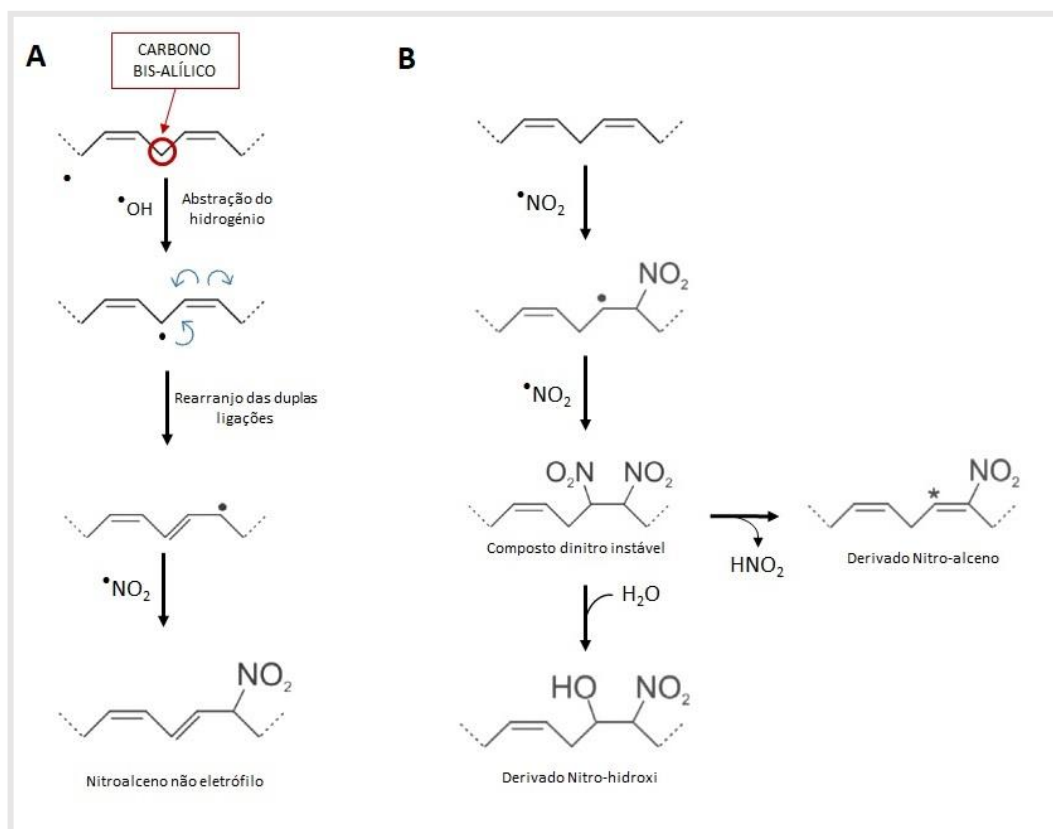 A
CARBONO
BIS-ALÍLICO
•OH
Abstração do
hidrogénio
Rearranjo das duplas
ligações
•NO₂
NO₂
Nitroalceno não eletrófilo
B
•NO₂
NO₂
•NO₂
O₂N NO₂
Composto dinitro instável
HNO₂
* NO₂
Derivado Nitro-alceno
H₂O
HO NO₂
Derivado Nitro-hidroxi